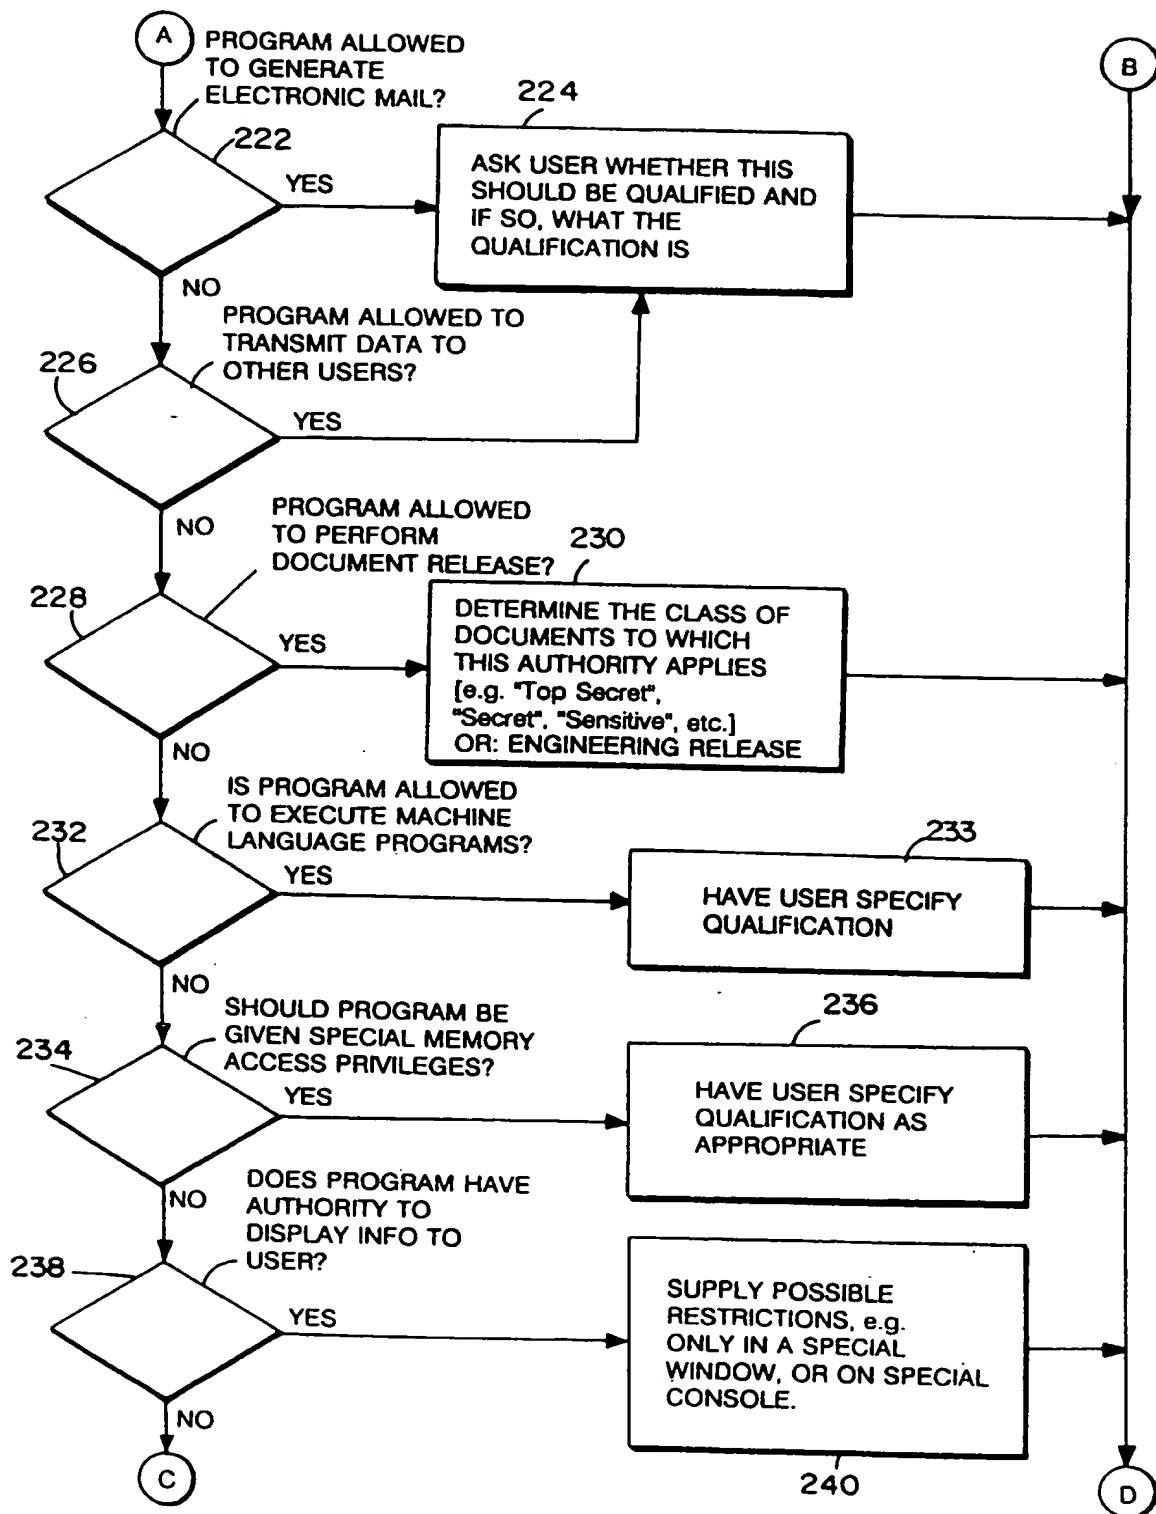 A
PROGRAM ALLOWED
TO GENERATE
ELECTRONIC MAIL?
B
222
YES
224
ASK USER WHETHER THIS
SHOULD BE QUALIFIED AND
IF SO, WHAT THE
QUALIFICATION IS
NO
PROGRAM ALLOWED TO
TRANSMIT DATA TO
OTHER USERS?
226
YES
NO
PROGRAM ALLOWED
TO PERFORM
DOCUMENT RELEASE?
228
YES
230
DETERMINE THE CLASS OF
DOCUMENTS TO WHICH
THIS AUTHORITY APPLIES
[e.g. "Top Secret",
"Secret", "Sensitive", etc.]
OR: ENGINEERING RELEASE
NO
IS PROGRAM ALLOWED
TO EXECUTE MACHINE
LANGUAGE PROGRAMS?
232
YES
233
HAVE USER SPECIFY
QUALIFICATION
NO
SHOULD PROGRAM BE
GIVEN SPECIAL MEMORY
ACCESS PRIVILEGES?
234
YES
236
HAVE USER SPECIFY
QUALIFICATION AS
APPROPRIATE
NO
DOES PROGRAM HAVE
AUTHORITY TO
DISPLAY INFO TO
USER?
238
YES
SUPPLY POSSIBLE
RESTRICTIONS, e.g.
ONLY IN A SPECIAL
WINDOW, OR ON SPECIAL
CONSOLE.
240
NO
C
D